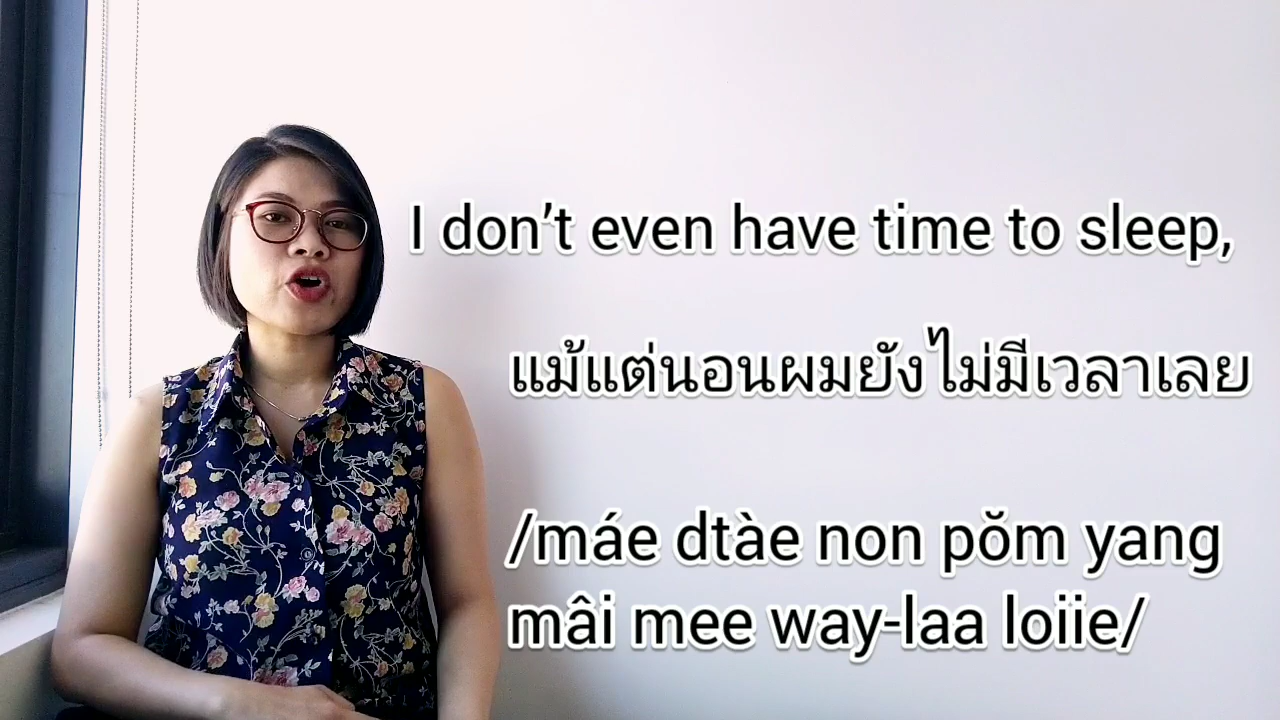 I don’t even have time to sleep,
แม้แต่นอนผมยังไม่มีเวลาเลย
/máe dtàe non pŏm yang
mâi mee way-laa loiie/